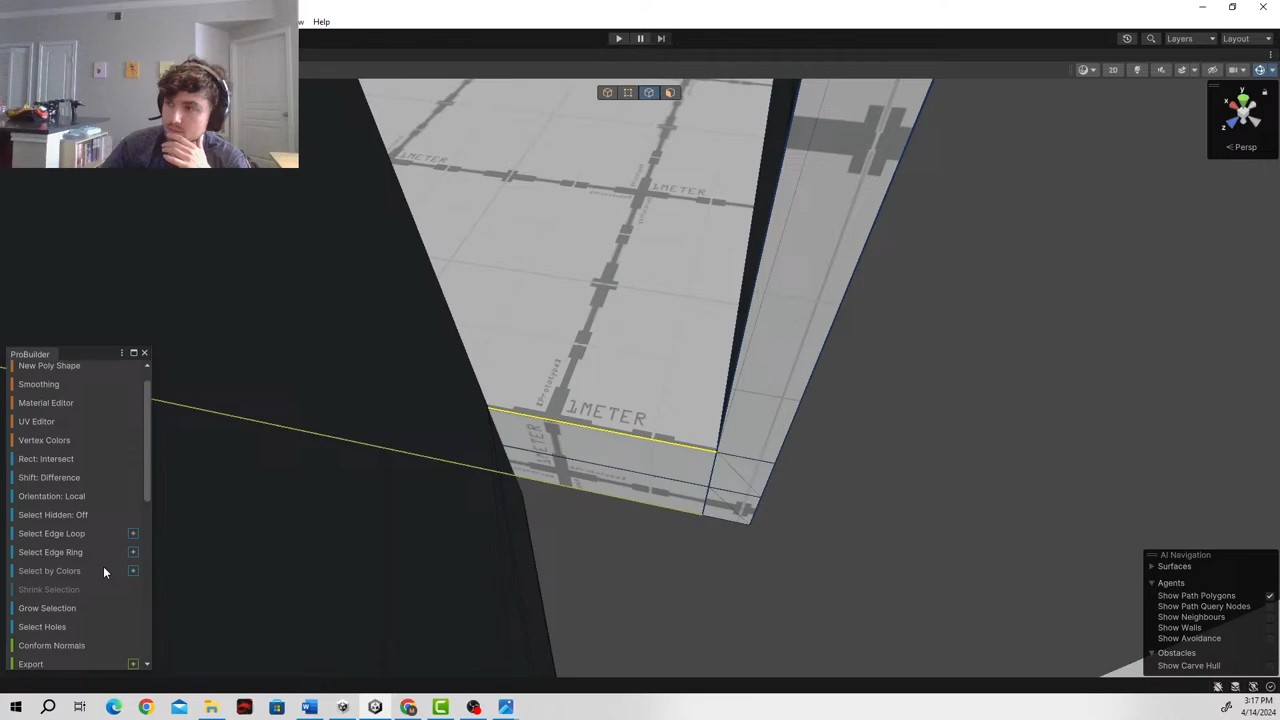 Help
Layers
Layout
2D
y
x
z
Persp
1METER
1METER
1METER
1METER
ProBuilder
New Poly Shape
Smoothing
Material Editor
UV Editor
Vertex Colors
Rect: Intersect
Shift: Difference
Orientation: Local
Select Hidden: Off
Select Edge Loop
Select Edge Ring
Select by Colors
Shrink Selection
Grow Selection
Select Holes
Conform Normals
Export
AI Navigation
Surfaces
Agents
Show Path Polygons
Show Path Query Nodes
Show Neighbours
Show Walls
Show Avoidance
Obstacles
Show Carve Hull
3:17 PM
4/14/2024